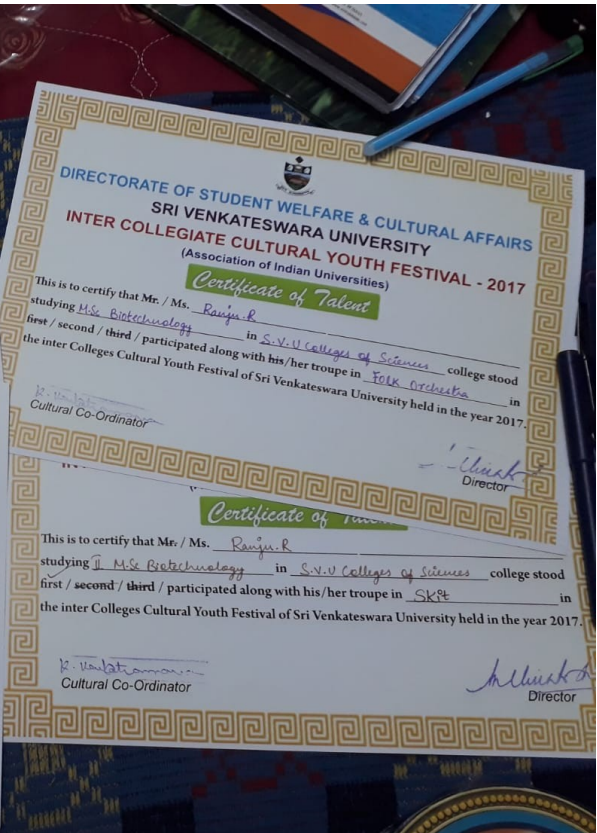 DIRECTORATE OF STUDENT WELFARE & CULTURAL AFFAIRS
SRI VENKATESWARA UNIVERSITY
INTER COLLEGIATE CULTURAL YOUTH FESTIVAL - 2017
(Association of Indian Universities)
Certificate of Talent
This is to certify that Mr. / Ms. Ranju.R
studying M.Sc Biotechnology in S.V.U Colleges of Sciences college stood
first / second / third / participated along with his/her troupe in Folk Orchestra in
the inter Colleges Cultural Youth Festival of Sri Venkateswara University held in the year 2017.
Cultural Co-Ordinator
Director
Certificate of
This is to certify that Mr. / Ms. Ranju.R
studying II M.Sc Biotechnology in S.V.U Colleges of Sciences college stood
first / second / third / participated along with his/her troupe in Skit in
the inter Colleges Cultural Youth Festival of Sri Venkateswara University held in the year 2017.
Cultural Co-Ordinator
Director